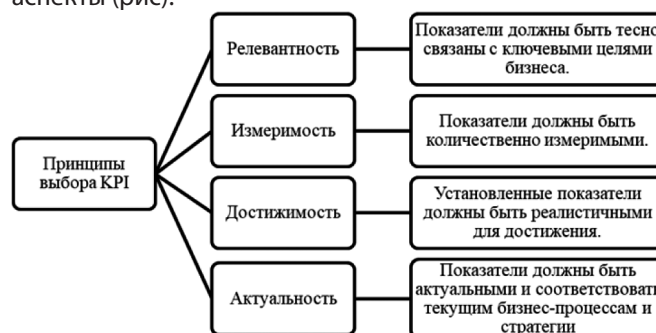 аспекты (рис).
Принципы
выбора KPI
Релевантность
Показатели должны быть тесно
связаны с ключевыми целями
бизнеса.
Измеримость
Показатели должны быть
количественно измеримыми.
Достижимость
Установленные показатели
должны быть реалистичными
для достижения.
Актуальность
Показатели должны быть
актуальными и соответствовать
текущим бизнес-процессам и
стратегии